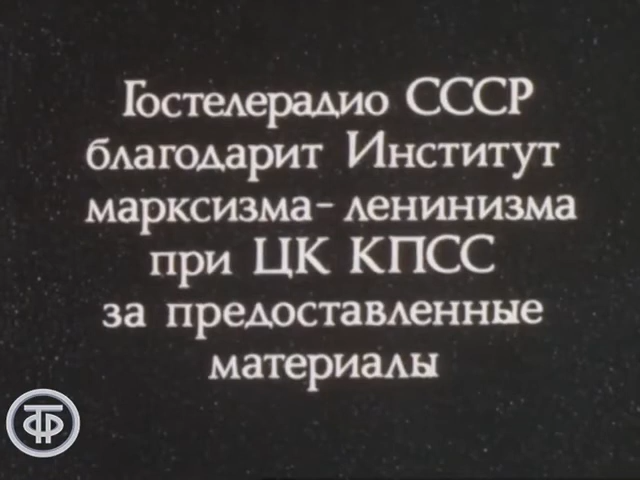 Гостелерадио СССР
благодарит Институт
марксизма-ленинизма
при ЦК КПСС
за предоставленные
материалы